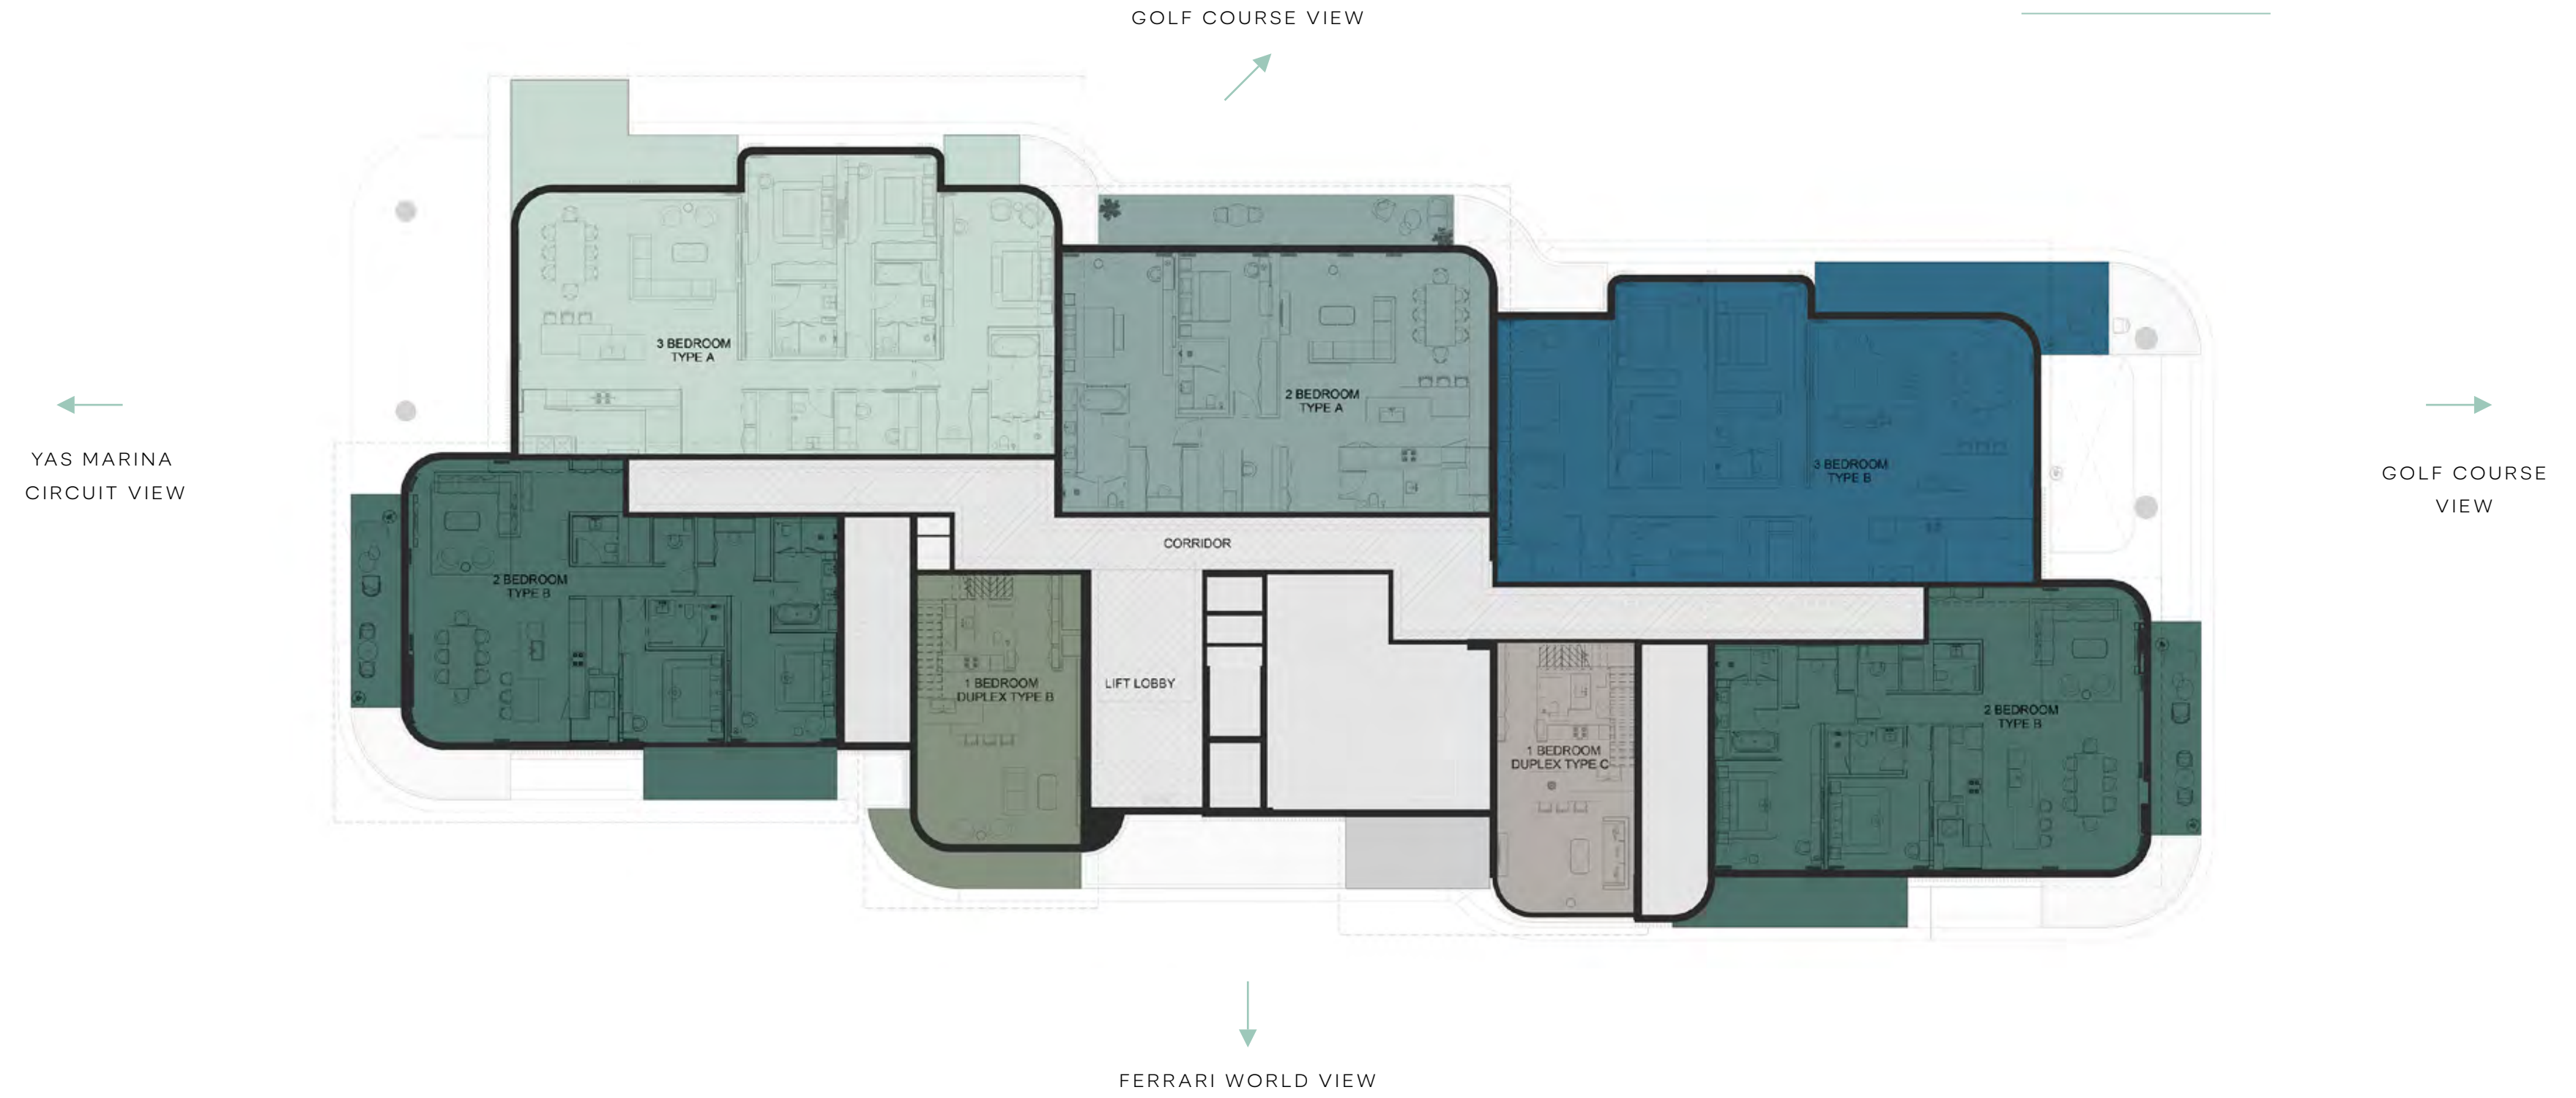 GOLF COURSE VIEW
3 BEDROOM
TYPE A
2 BEDROOM
TYPE A
YAS MARINA
CIRCUIT VIEW
3 BEDROOM
TYPE B
GOLF COURSE
VIEW
CORRIDOR
2 BEDROOM
TYPE B
1 BEDROOM
DUPLEX TYPE B
LIFT LOBBY
2 BEDROOM
TYPE B
1 BEDROOM
DUPLEX TYPE C
FERRARI WORLD VIEW